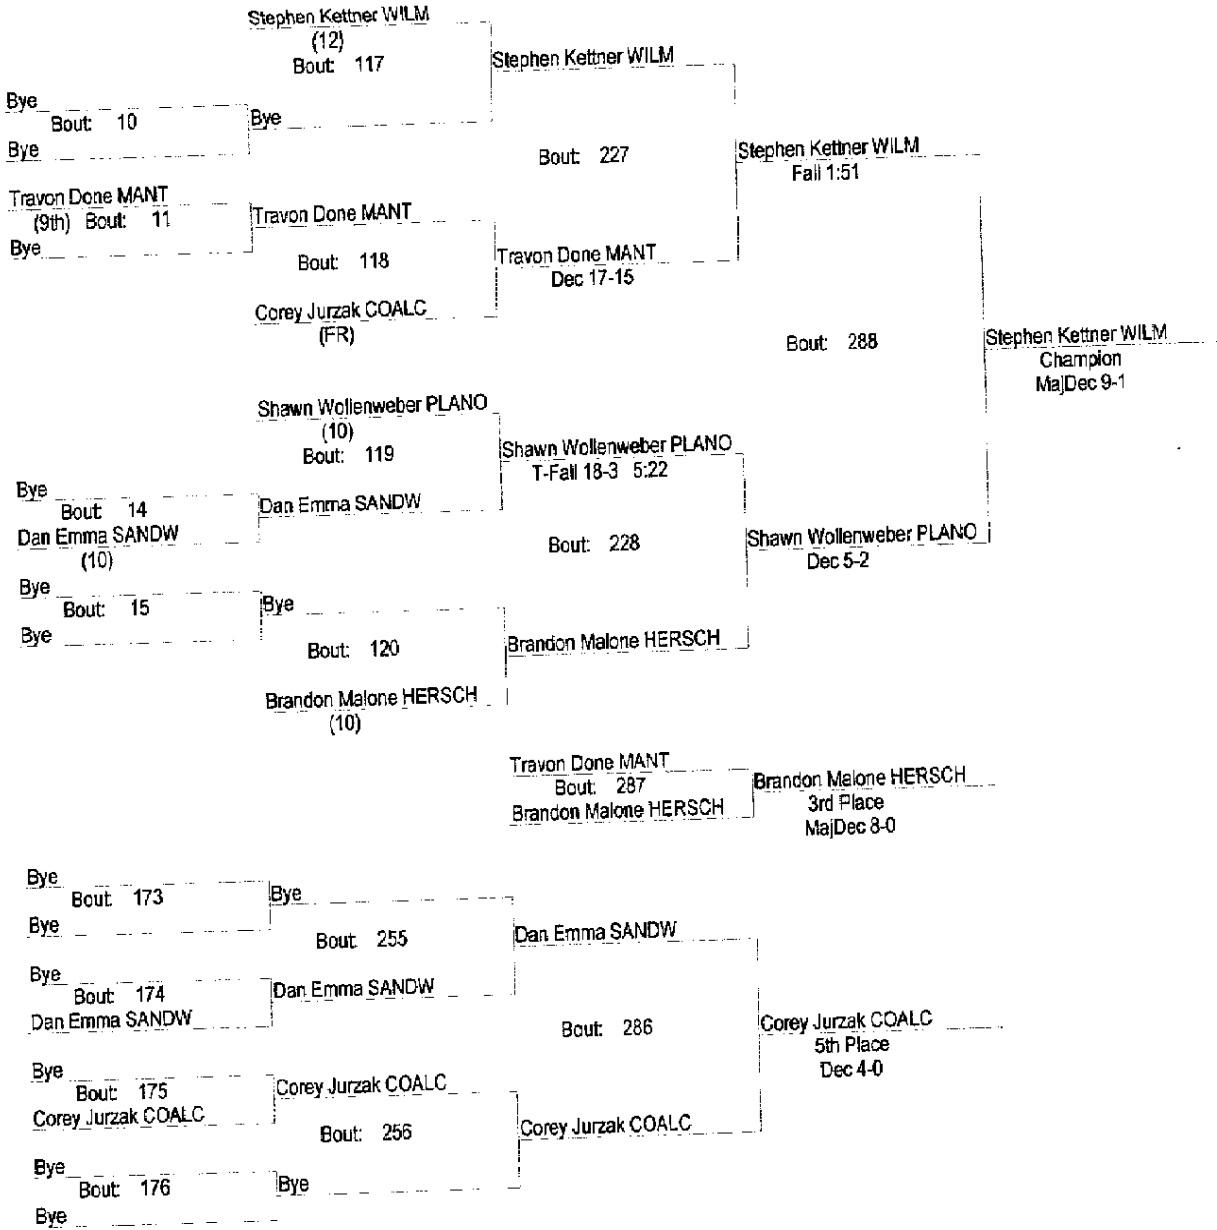 Stephen Kettner WILM
(12)
Bout: 117
Stephen Kettner WILM
Bye
Bout: 10
Bye
Bye
Bout: 227
Stephen Kettner WILM
Fall 1:51
Travon Done MANT
(9th) Bout: 11
Bye
Travon Done MANT
Bout: 118
Travon Done MANT
Dec 17-15
Corey Jurzak COALC
(FR)
Bout: 288
Stephen Kettner WILM
Champion
MajDec 9-1
Shawn Wollenweber PLANO
(10)
Bout: 119
Shawn Wollenweber PLANO
T-Fall 18-3 5:22
Bye
Bout: 14
Dan Emma SANDW
(10)
Dan Emma SANDW
Bout: 228
Shawn Wollenweber PLANO
Dec 5-2
Bye
Bout: 15
Bye
Bye
Bout: 120
Brandon Malone HERSCH
Brandon Malone HERSCH
(10)
Travon Done MANT
Bout: 287
Brandon Malone HERSCH
Brandon Malone HERSCH
3rd Place
MajDec 8-0
Bye
Bout: 173
Bye
Bye
Bout: 255
Dan Emma SANDW
Bye
Bout: 174
Dan Emma SANDW
Dan Emma SANDW
Bout: 286
Corey Jurzak COALC
5th Place
Dec 4-0
Bye
Bout: 175
Corey Jurzak COALC
Corey Jurzak COALC
Bout: 256
Corey Jurzak COALC
Bye
Bout: 176
Bye
Bye